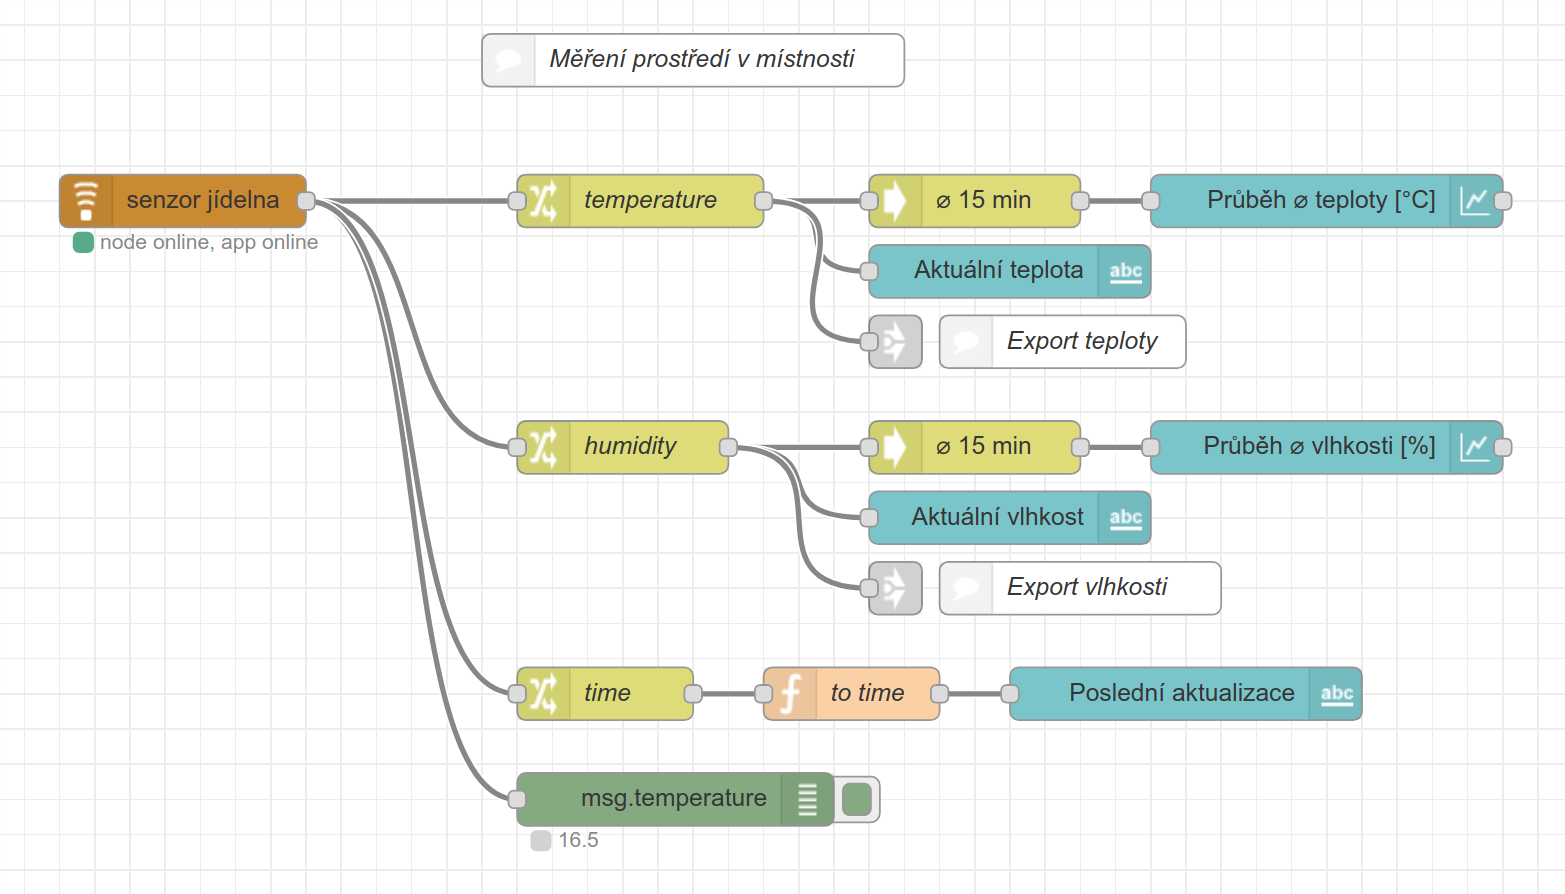 Měření prostředí v místnosti
senzor jídelna
node online, app online
temperature
⌀ 15 min
Průběh ⌀ teploty [°C]
Aktuální teplota
abc
Export teploty
humidity
⌀ 15 min
Průběh ⌀ vlhkosti [%]
Aktuální vlhkost
abc
Export vlhkosti
time
to time
Poslední aktualizace
abc
msg.temperature
16.5